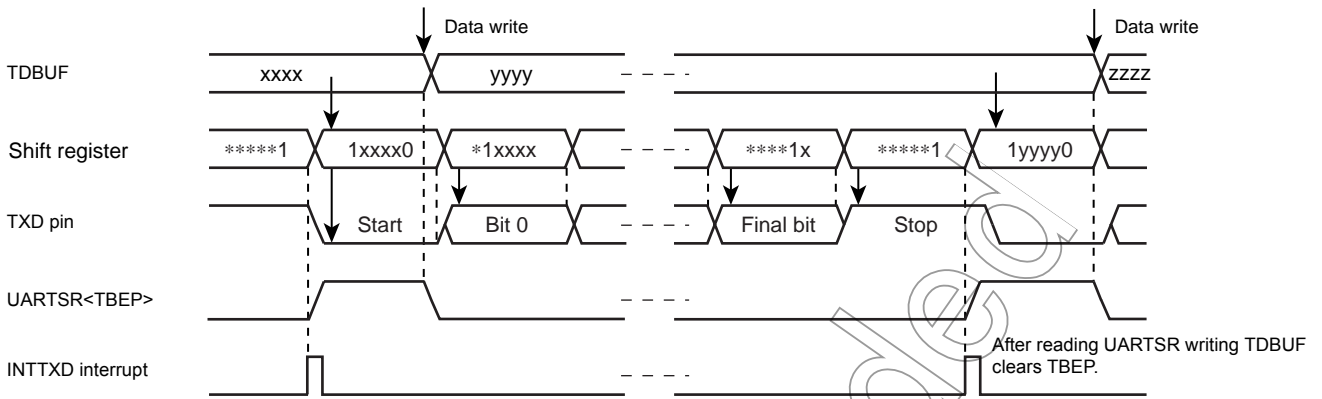 Data write Data write
TDBUF xxxx yyyy zzzz
Shift register *****1 1xxxx0 *1xxxx ****1x *****1 1yyyy0
TXD pin Start Bit 0 Final bit Stop
UARTSR<TBEP>
After reading UARTSR writing TDBUF
INTTXD interrupt clears TBEP.